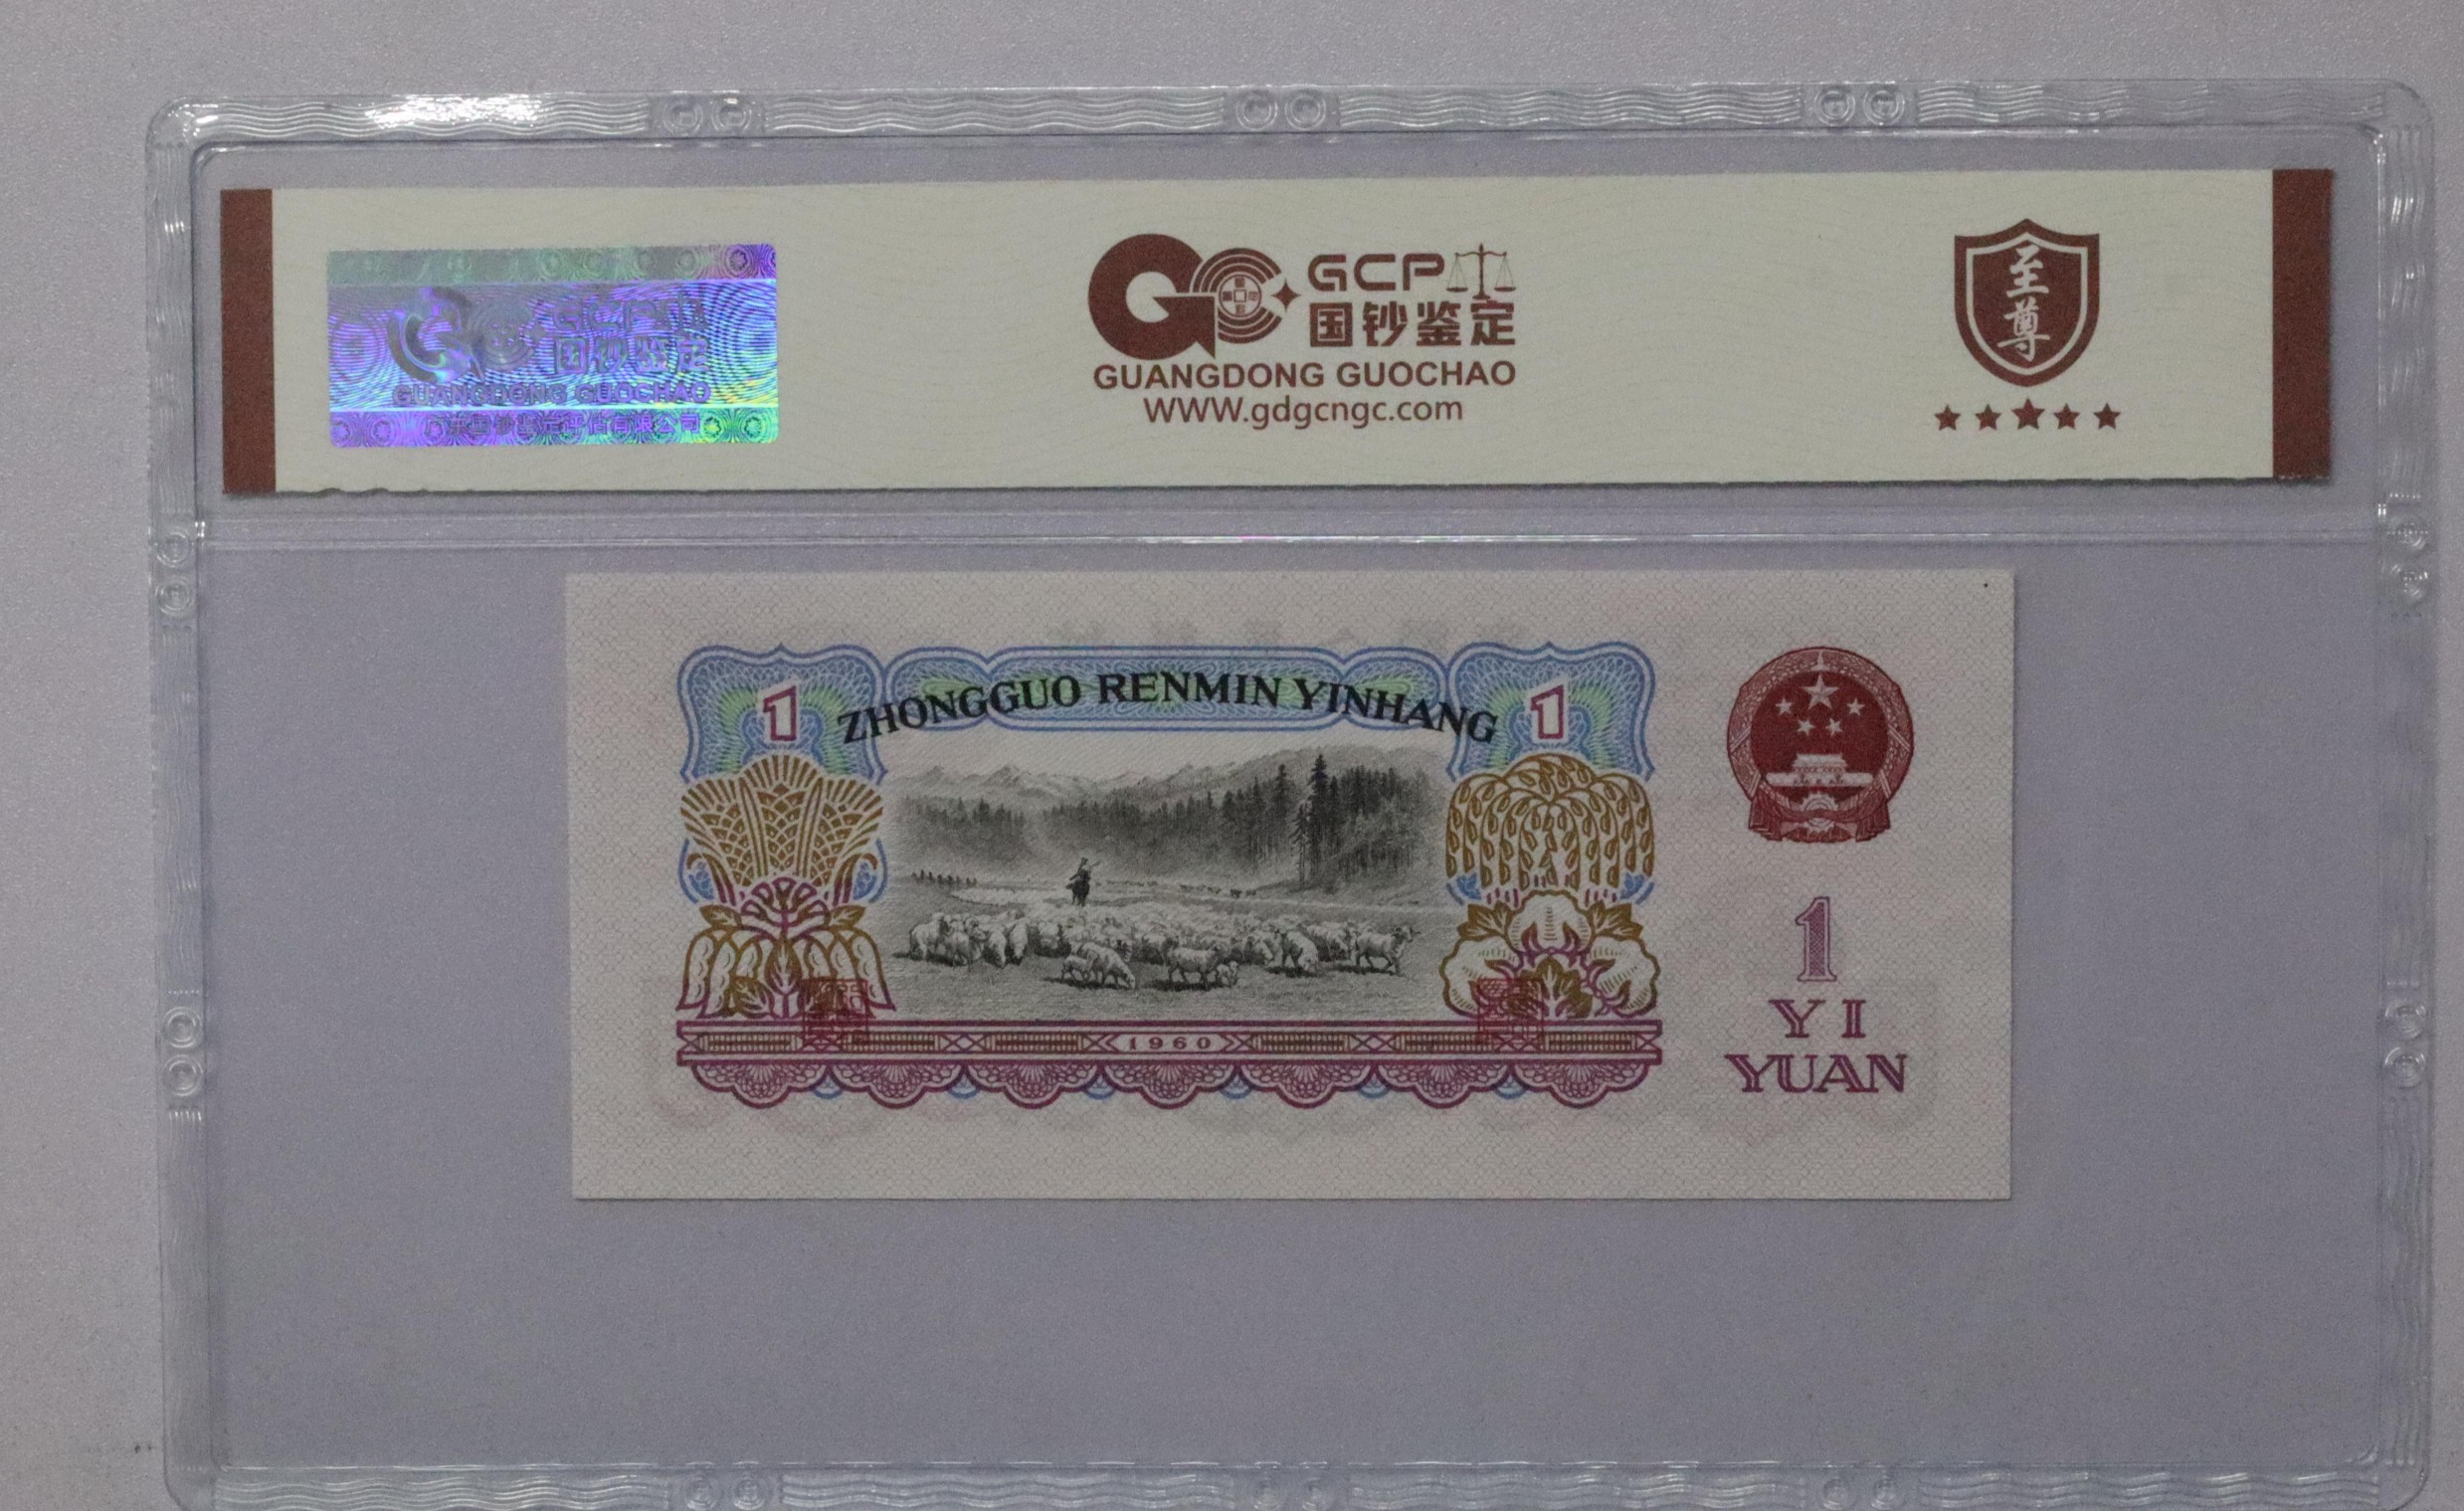 GCP
国钞鉴定
GUANGDONG GUOCHAO
WWW.gdgcngc.com
国钞鉴定
GUANGDONG GUOCHAO
至尊
1
ZHONGGUO RENMIN YINHANG
1
1960
1
YI
YUAN